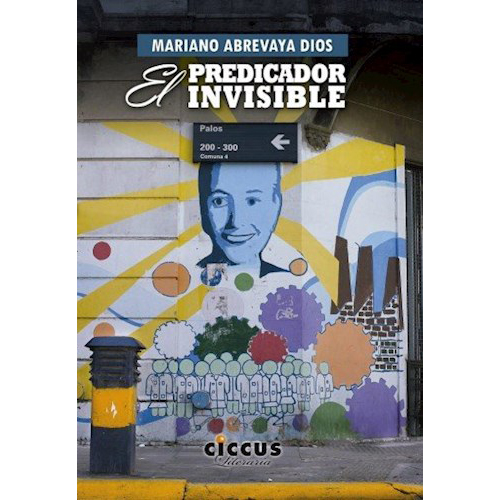 MARIANO ABREVAYA DIOS
El PREDICADOR
INVISIBLE
Palos
200 - 300
Comuna 4
CICCUS
Literaria